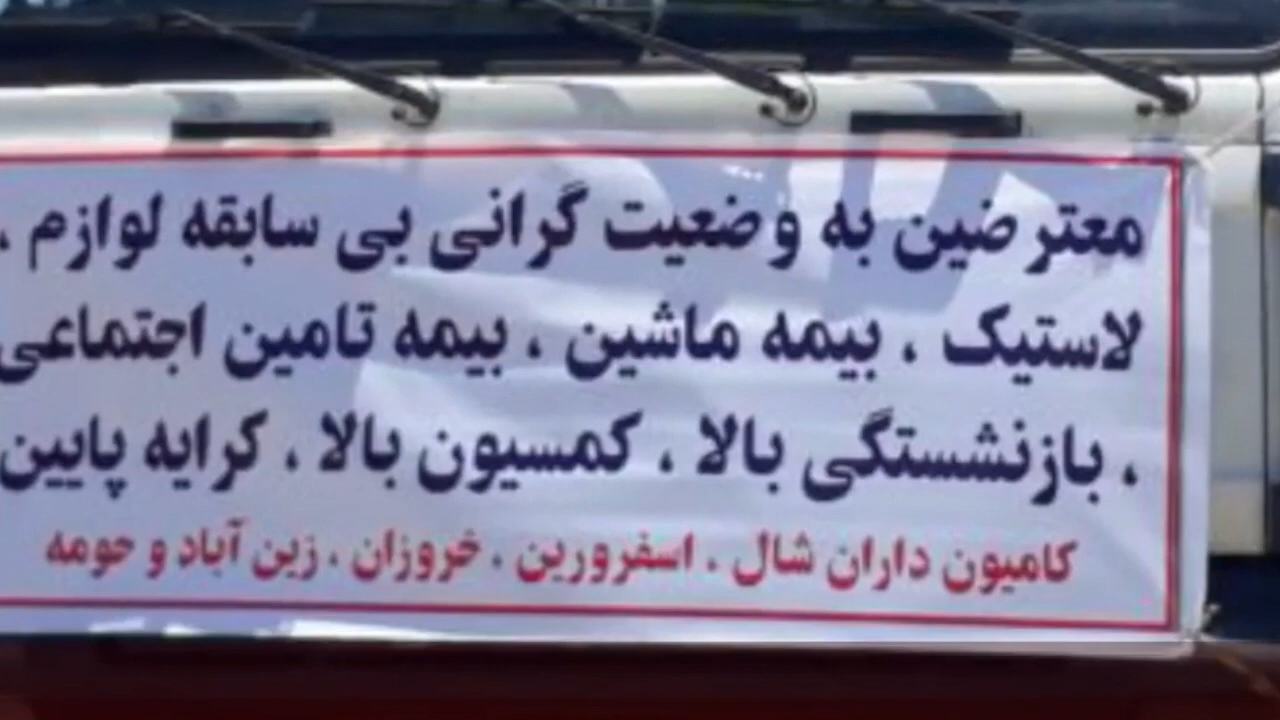 معترضین به وضعیت گرانی بی سابقه لوازم ،
لاستیک ، بیمه ماشین ، بیمه تامین اجتماعی
، بازنشستگی بالا ، کمسیون بالا ، کرایه پایین
کامیون داران شال ، اسفرورین ، خروزان ، زین آباد و حومه